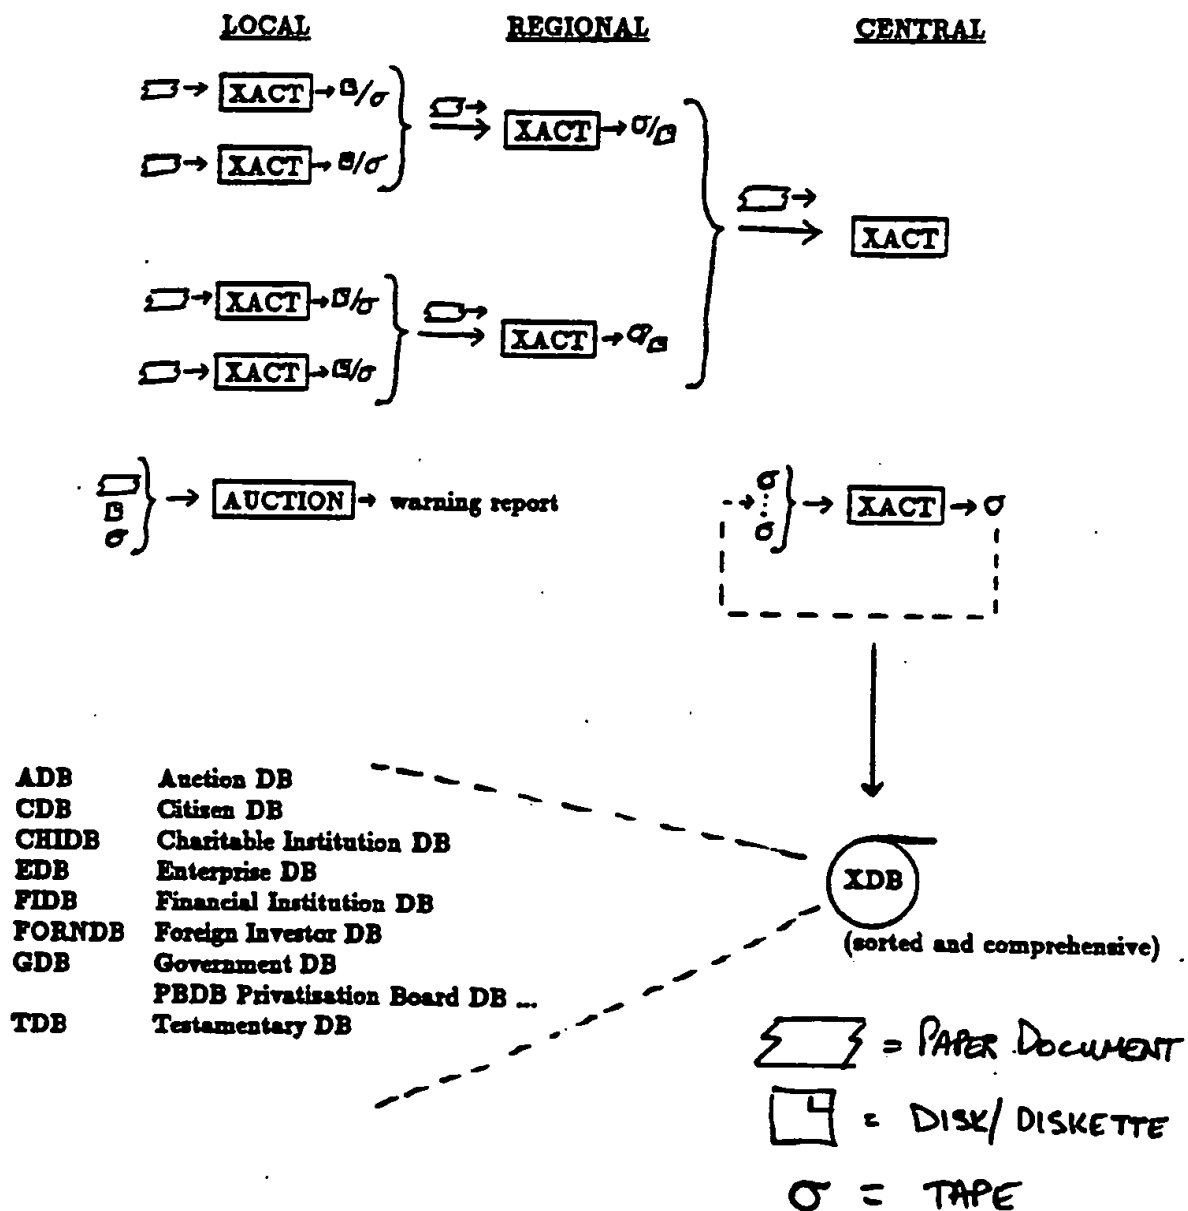 LOCAL REGIONAL CENTRAL
XACT → /σ
XACT → σ/
XACT → /σ
XACT
XACT → /σ
XACT → σ/
XACT → /σ
σ
AUCTION → warning report
XACT → σ
σ
σ
ADB Auction DB
CDB Citisen DB
CHIDB Charitable Institution DB
EDB Enterprise DB
FIDB Financial Institution DB
XDB
FORNDB Foreign Investor DB
(sorted and comprehensive)
GDB Government DB
PBDB Privatisation Board DB ...
TDB Testamentary DB
= PAPER DOCUMENT
= DISK/DISKETTE
σ = TAPE